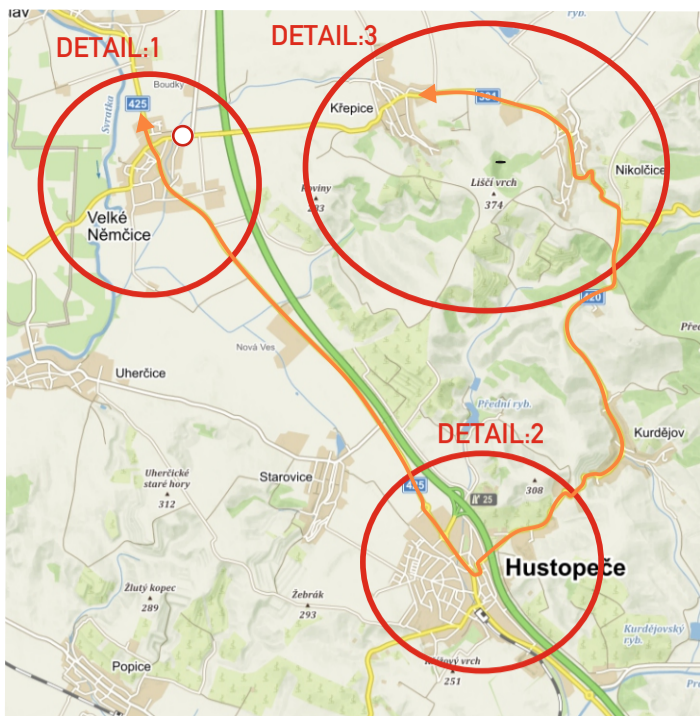 DETAIL:1
DETAIL:3
ryb.
Boudky
425
Svratka
Křepice
381
Nikolčice
Roviny
Liščí vrch
374
Velké
Němčice
420
Nová Ves
Uherčice
Přední ryb.
DETAIL:2
Kurdějov
Starovice
425
25
308
Uherčické
staré hory
312
Hustopeče
Žlutý kopec
289
Žebrák
293
Kurdějovský
ryb.
Popice
251